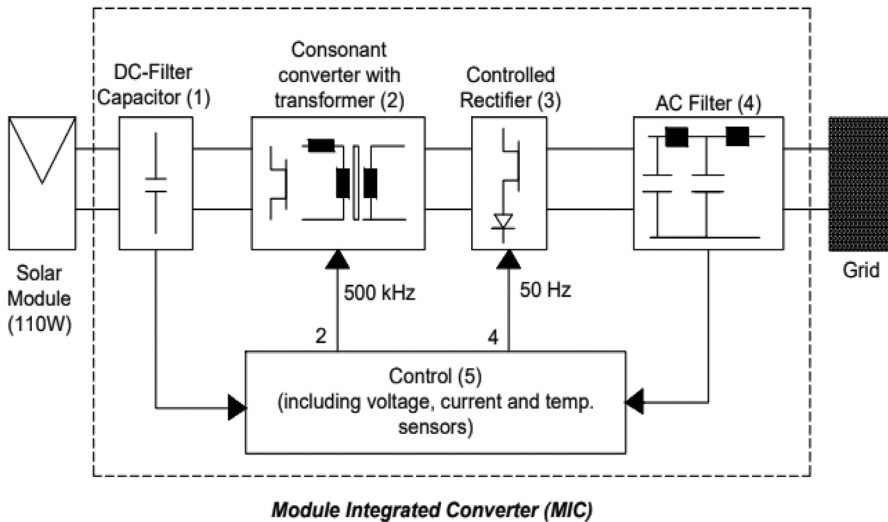 DC-Filter
Capacitor (1)
Consonant
converter with
transformer (2)
Controlled
Rectifier (3)
AC Filter (4)
Solar
Module
(110W)
Grid
500 kHz
50 Hz
2
4
Control (5)
(including voltage, current and temp.
sensors)
Module Integrated Converter (MIC)